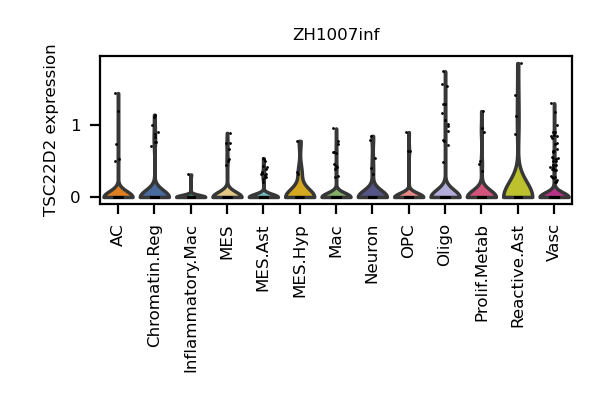 ZH1007inf
TSC22D2 expression
1
0
AC
Chromatin.Reg
Inflammatory.Mac
MES
MES.Ast
MES.Hyp
Mac
Neuron
OPC
Oligo
Prolif.Metab
Reactive.Ast
Vasc